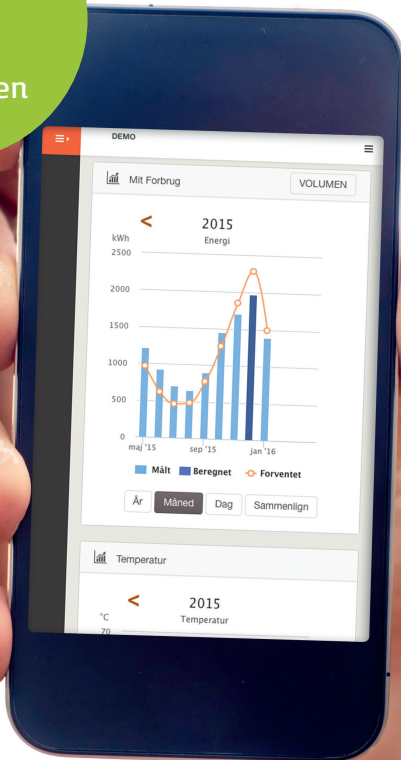 en
DEMO
Mit Forbrug
VOLUMEN
<
2015
kWh
Energi
2500
2000
1500
1000
500
0
maj '15
sep '15
jan '16
Målt
Beregnet
Forventet
År
Måned
Dag
Sammenlign
Temperatur
<
2015
°C
Temperatur
70